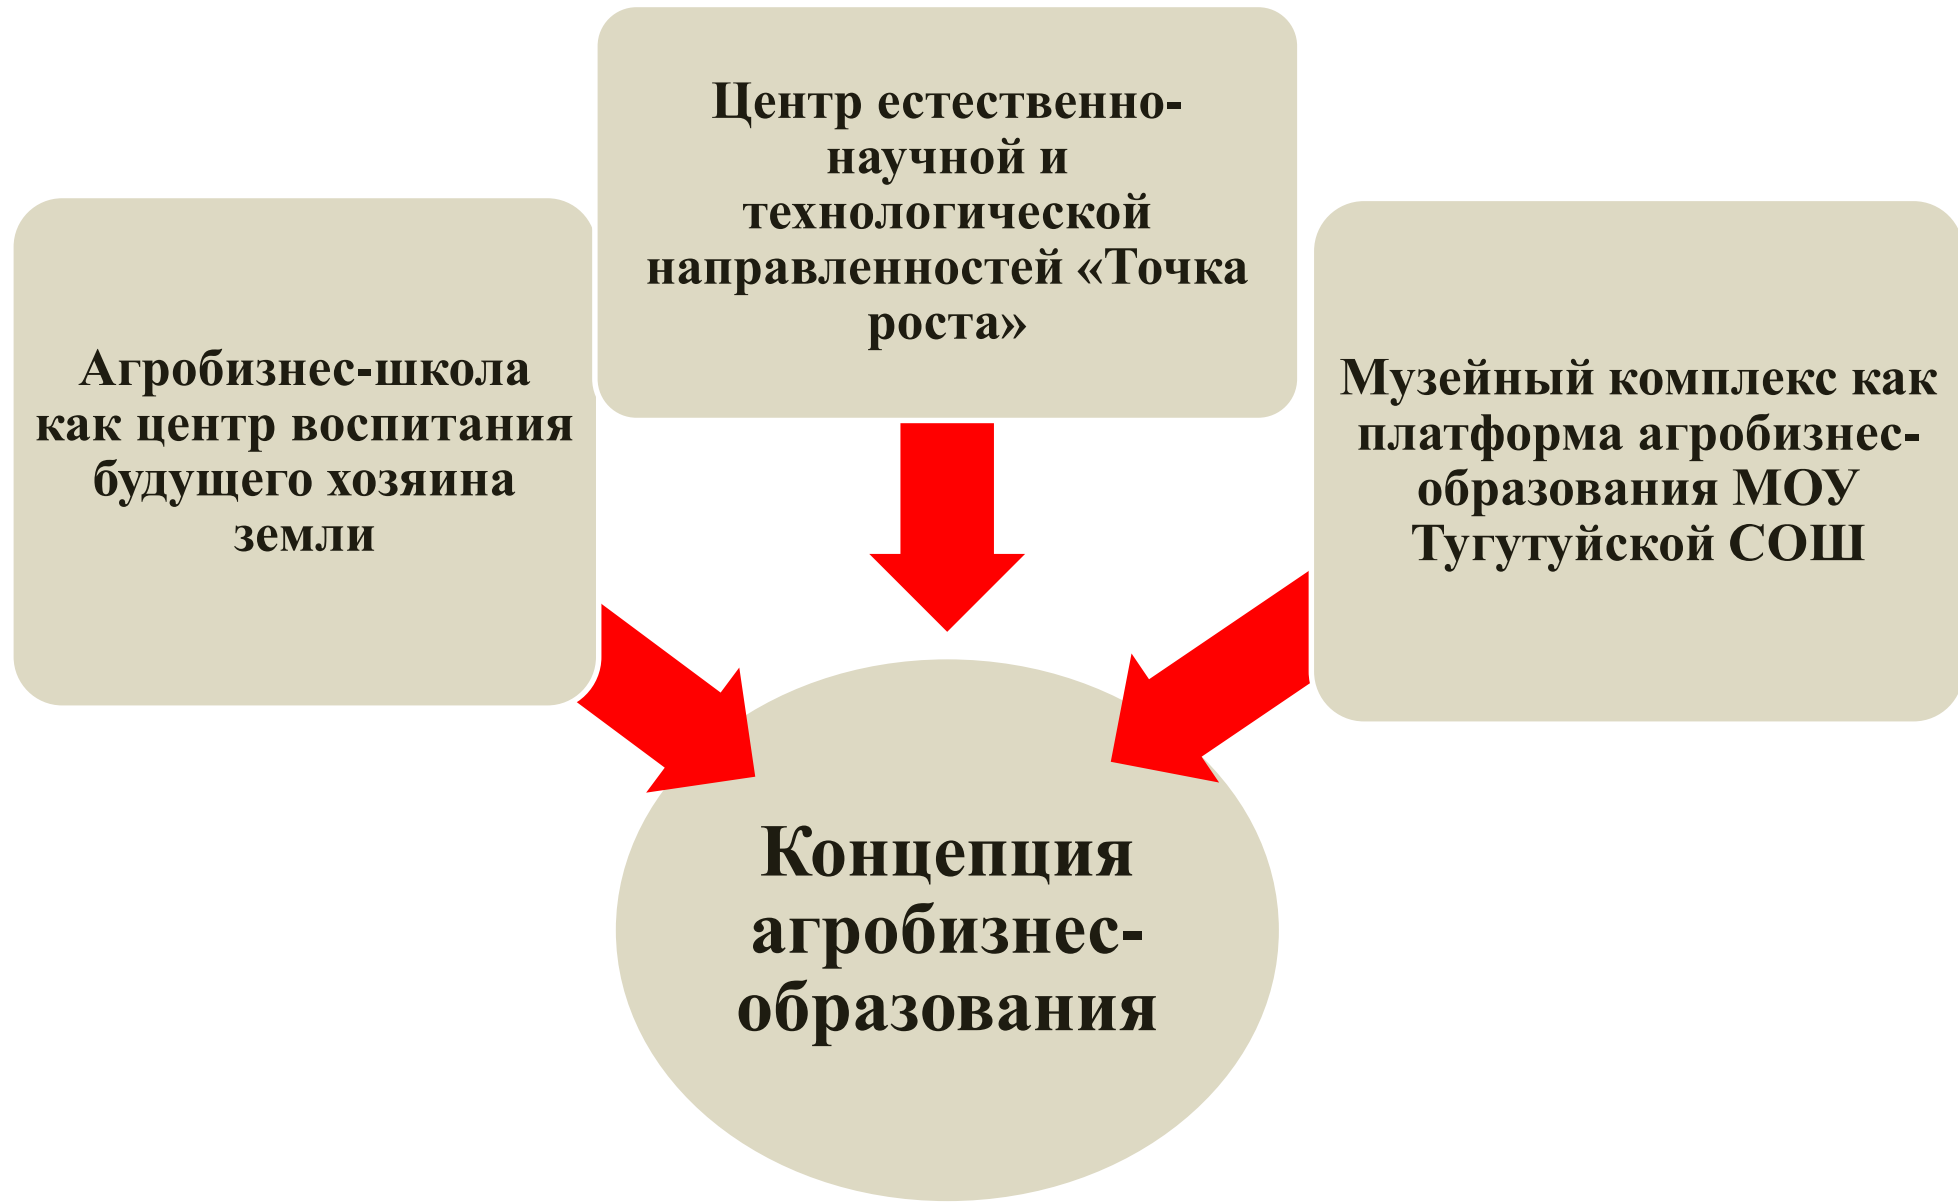 Центр естественно-
научной и
технологической
направленностей «Точка
роста»
Агробизнес-школа
как центр воспитания
будущего хозяина
земли
Музейный комплекс как
платформа агробизнес-
образования МОУ
Тугутуйской СОШ
Концепция
агробизнес-
образования